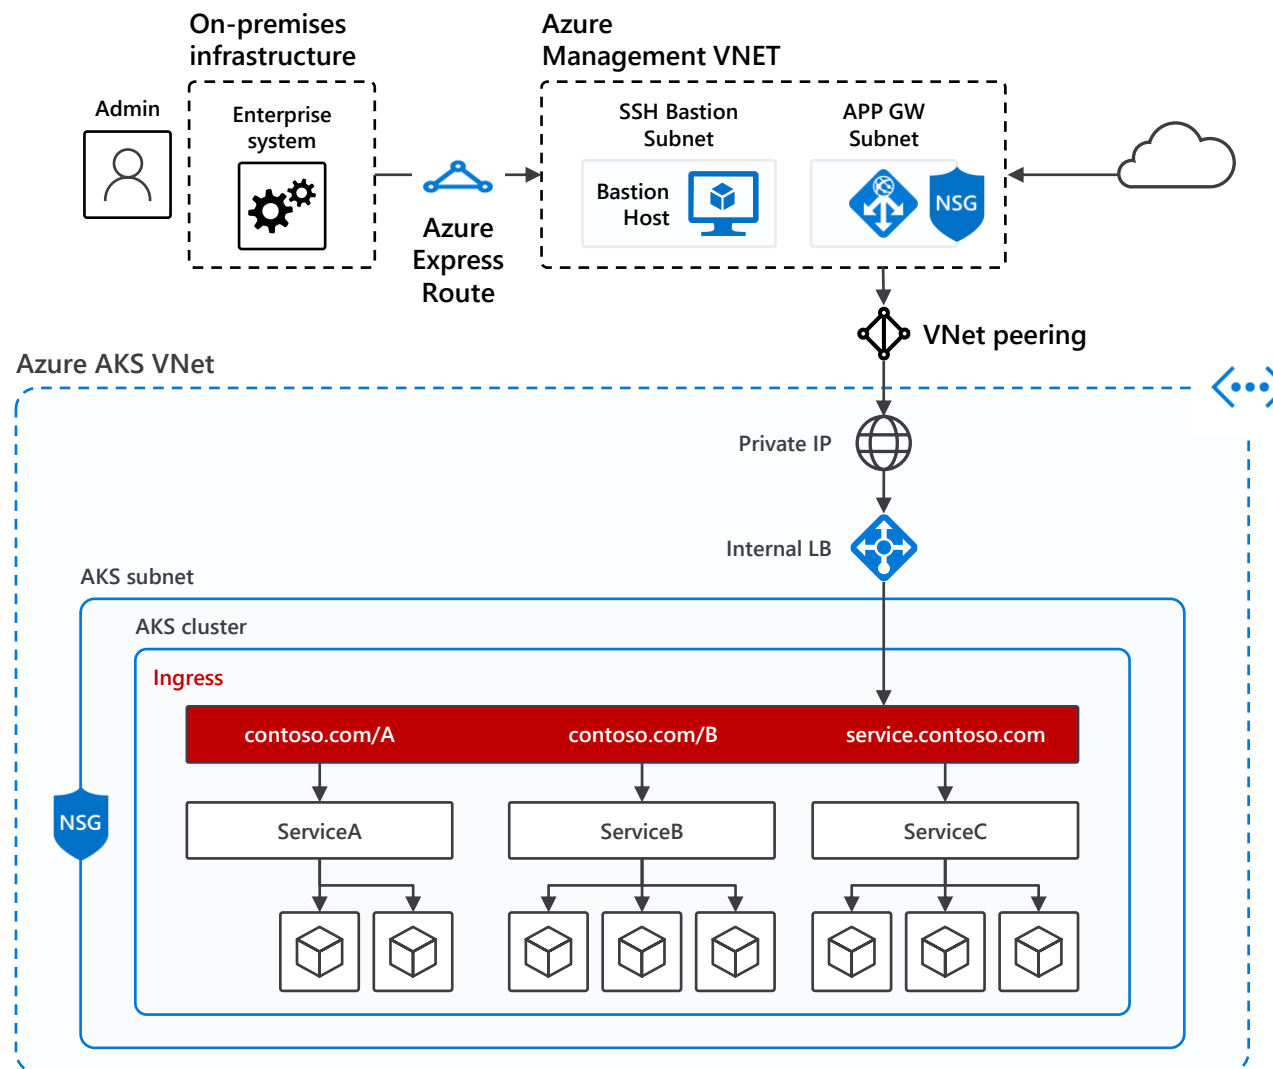 On-premises
infrastructure
Azure
Management VNET
Admin
Enterprise
system
SSH Bastion
Subnet
APP GW
Subnet
Bastion
Host
NSG
Azure
Express
Route
VNet peering
Azure AKS VNet
Private IP
Internal LB
AKS subnet
AKS cluster
Ingress
contoso.com/A
contoso.com/B
service.contoso.com
NSG
ServiceA
ServiceB
ServiceC